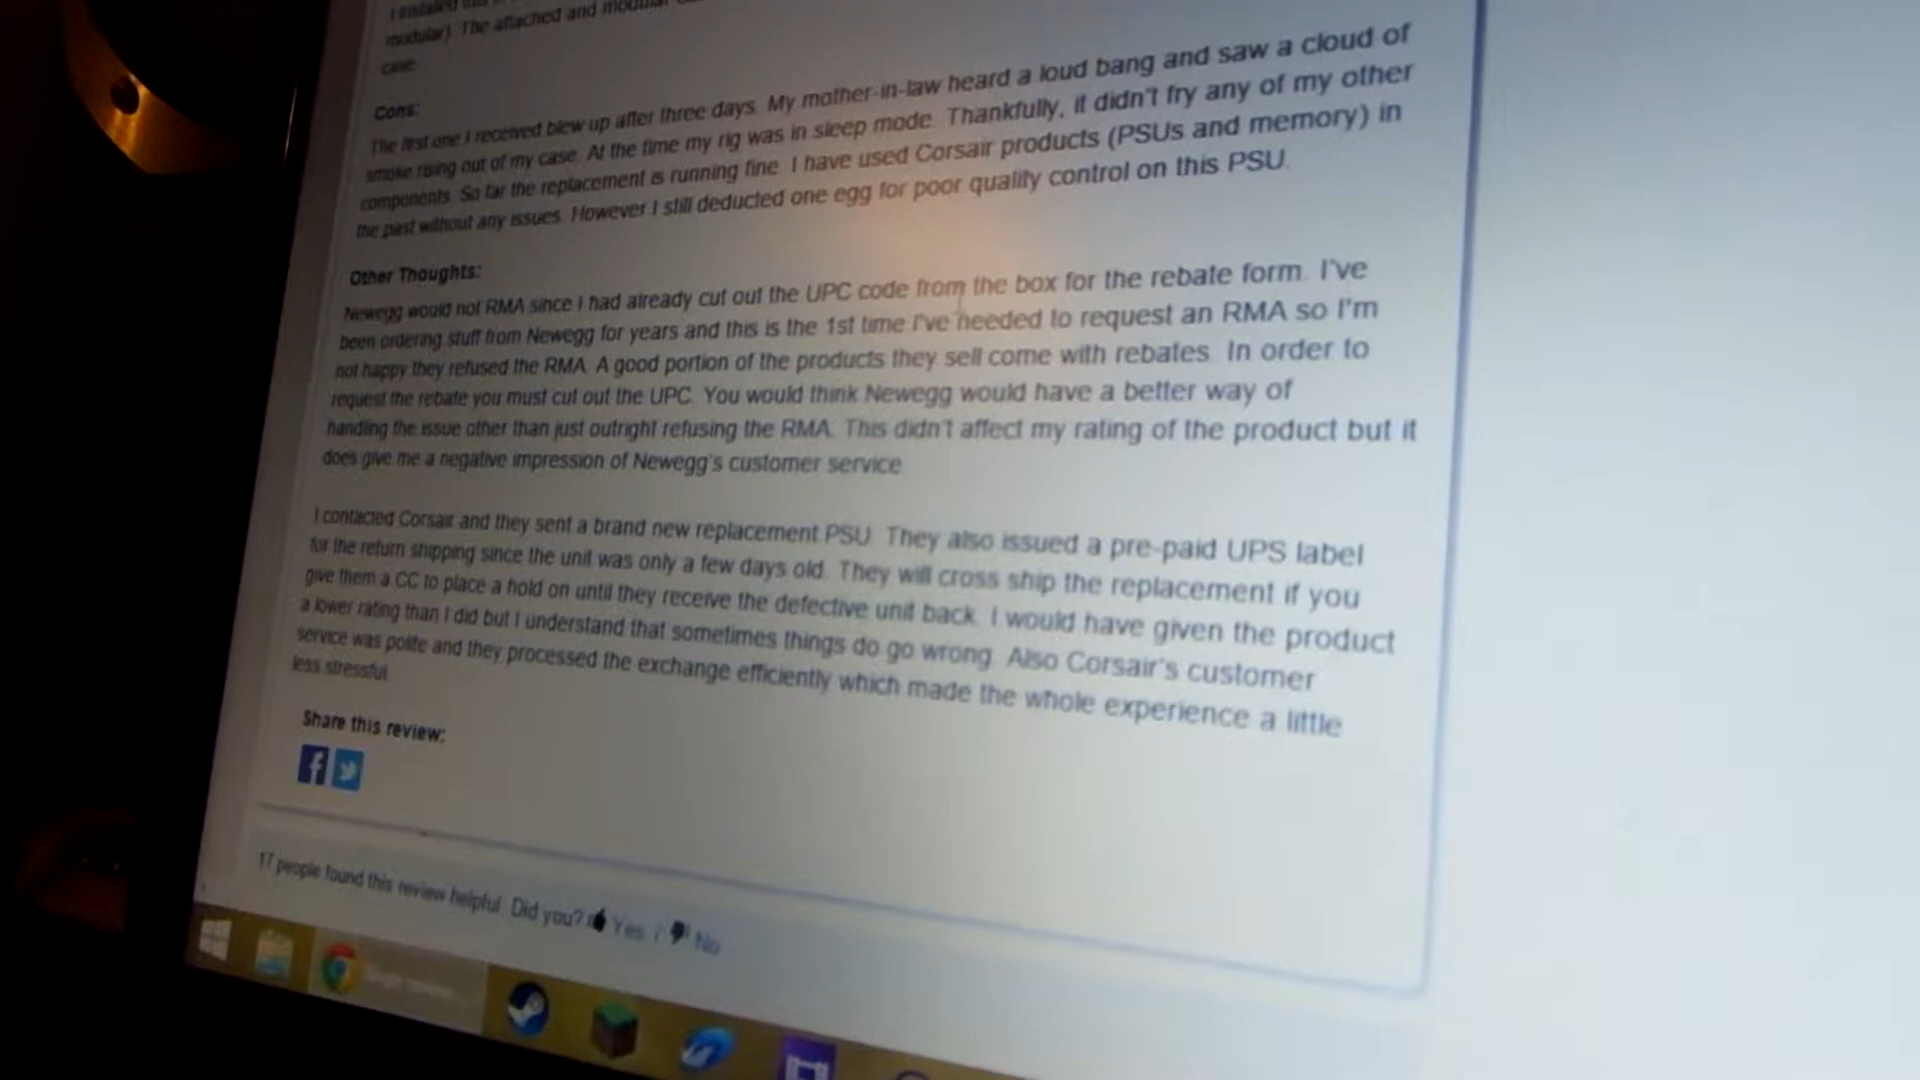 I installed this
modular). The attached and modular
case.
Cons:
The first one I received blew up after three days. My mother-in-law heard a loud bang and saw a cloud of
smoke rising out of my case. At the time my rig was in sleep mode. Thankfully, it didn't fry any of my other
components. So far the replacement is running fine. I have used Corsair products (PSUs and memory) in
the past without any issues. However I still deducted one egg for poor quality control on this PSU.
Other Thoughts:
Newegg would not RMA since I had already cut out the UPC code from the box for the rebate form. I've
been ordering stuff from Newegg for years and this is the 1st time I've needed to request an RMA so I'm
not happy they refused the RMA. A good portion of the products they sell come with rebates. In order to
request the rebate you must cut out the UPC. You would think Newegg would have a better way of
handling the issue other than just outright refusing the RMA. This didn't affect my rating of the product but it
does give me a negative impression of Newegg's customer service.
I contacted Corsair and they sent a brand new replacement PSU. They also issued a pre-paid UPS label
for the return shipping since the unit was only a few days old. They will cross ship the replacement if you
give them a CC to place a hold on until they receive the defective unit back. I would have given the product
a lower rating than I did but I understand that sometimes things do go wrong. Also Corsair's customer
service was polite and they processed the exchange efficiently which made the whole experience a little
less stressful.
Share this review:
17 people found this review helpful. Did you? Yes / No